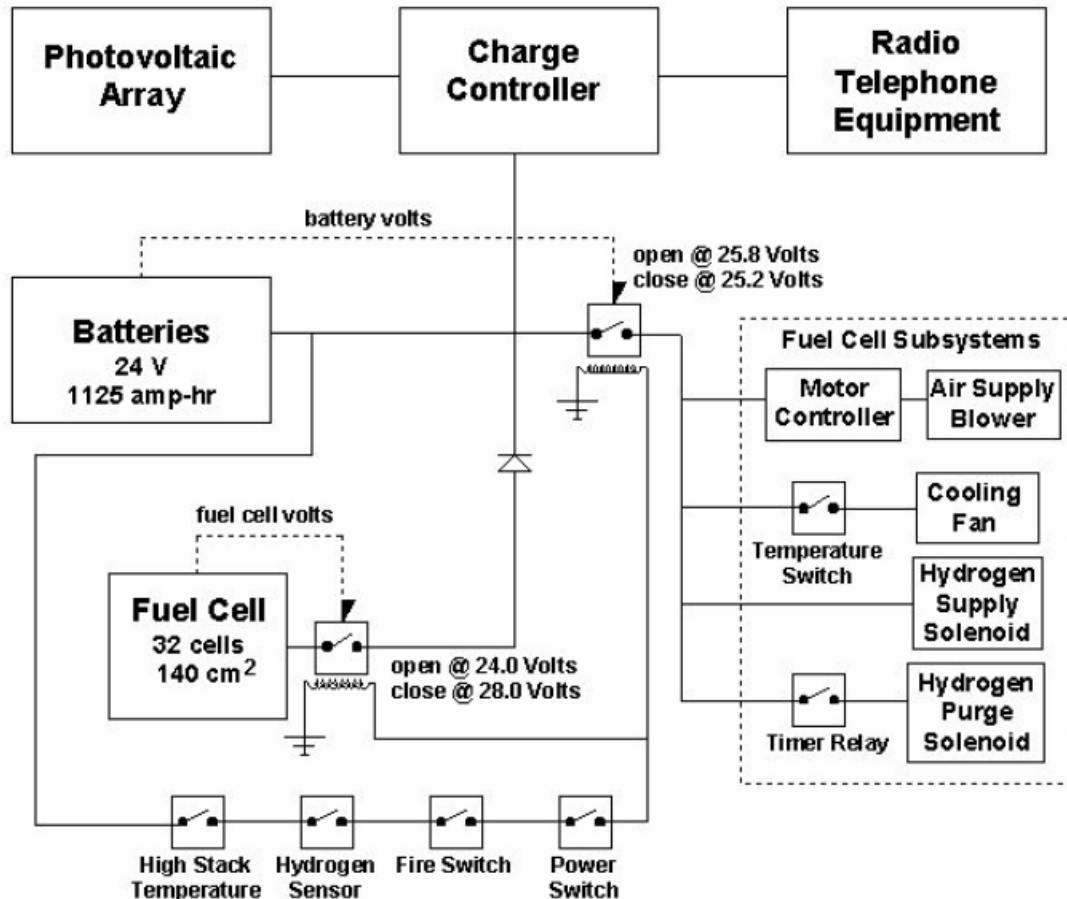 Photovoltaic
Array
Charge
Controller
Radio
Telephone
Equipment
battery volts
open @ 25.8 Volts
close @ 25.2 Volts
Batteries
24 V
1125 amp-hr
Fuel Cell Subsystems
Motor
Controller
Air Supply
Blower
fuel cell volts
Temperature
Switch
Cooling
Fan
Fuel Cell
32 cells
140 cm²
open @ 24.0 Volts
close @ 28.0 Volts
Hydrogen
Supply
Solenoid
Timer Relay
Hydrogen
Purge
Solenoid
High Stack
Temperature
Hydrogen
Sensor
Fire Switch
Power
Switch